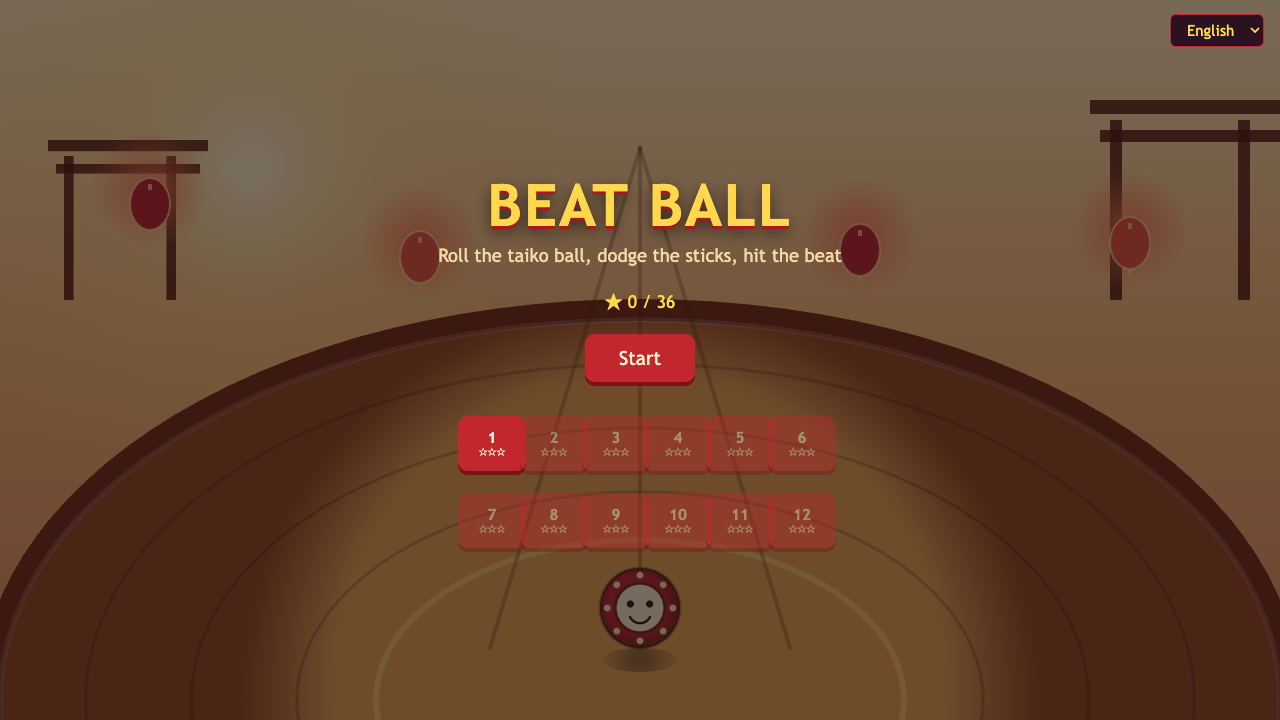 English
BEAT BALL
Roll the taiko ball, dodge the sticks, hit the beat
★ 0 / 36
Start
1 2 3 4 5 6
☆☆☆ ☆☆☆ ☆☆☆ ☆☆☆ ☆☆☆ ☆☆☆
7 8 9 10 11 12
☆☆☆ ☆☆☆ ☆☆☆ ☆☆☆ ☆☆☆ ☆☆☆